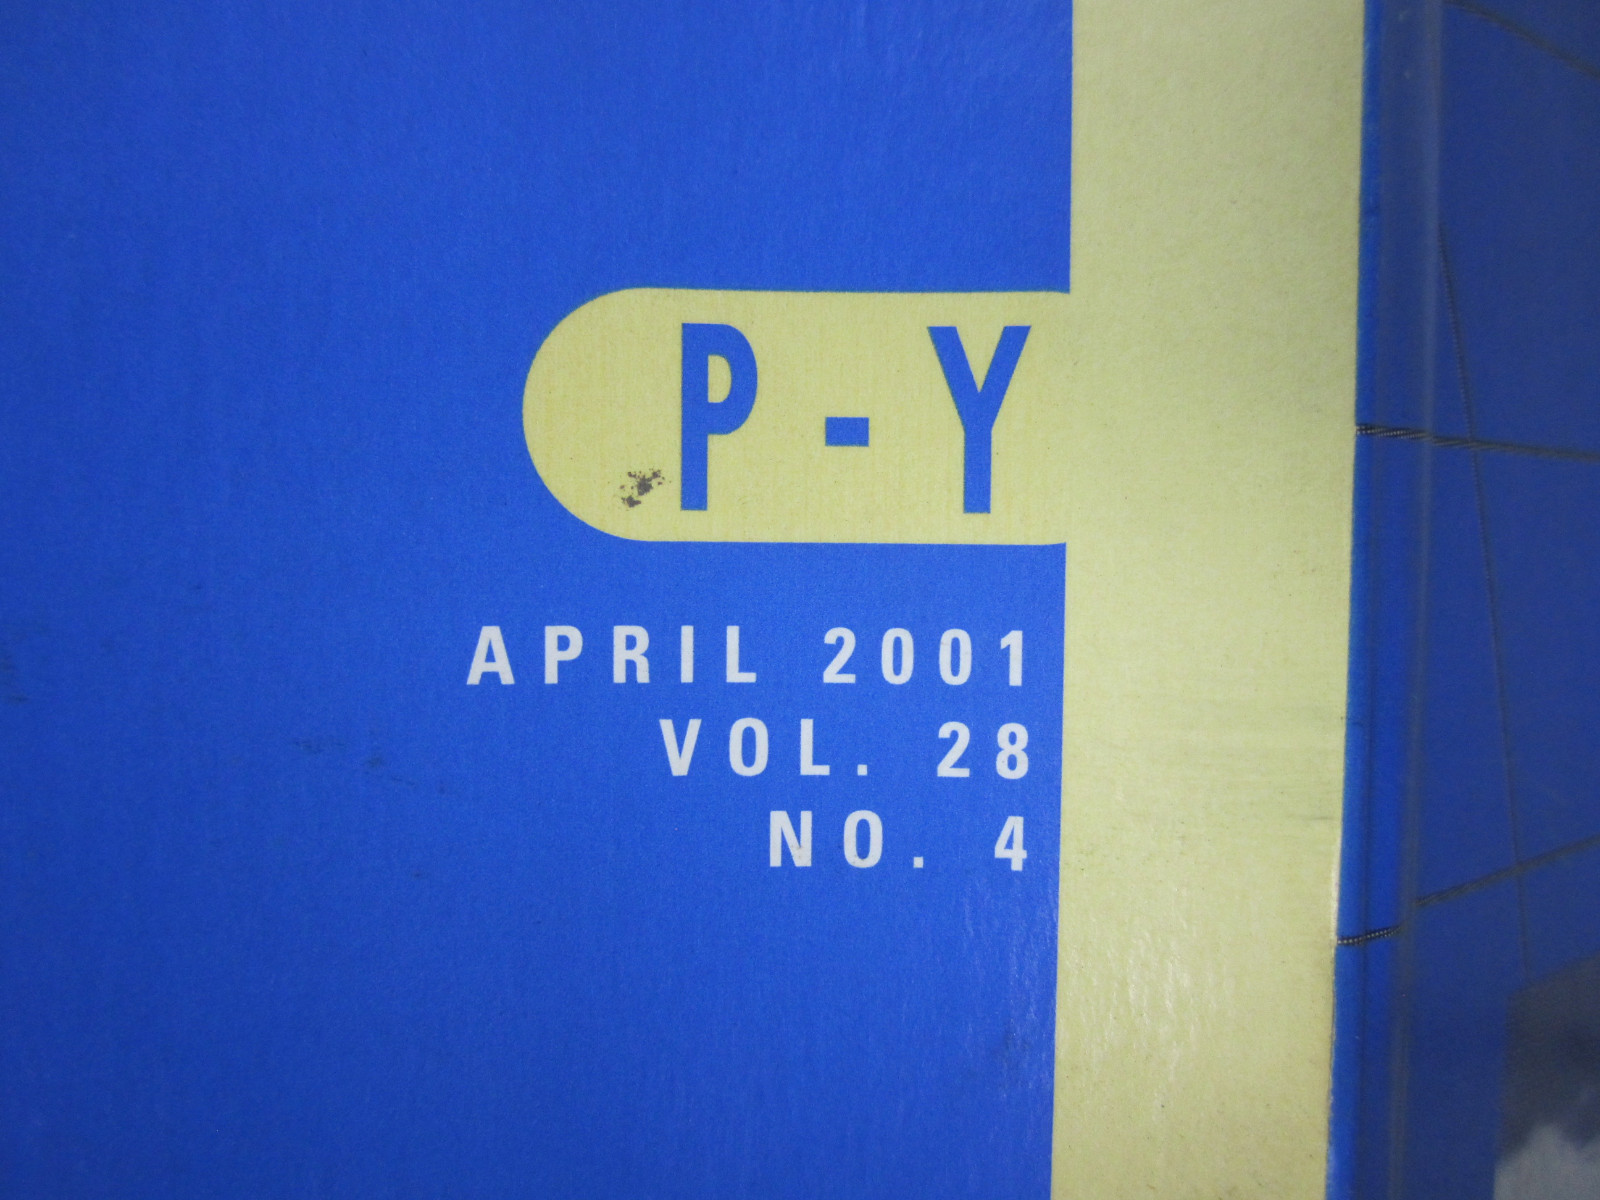 P - Y
APRIL 2001
VOL. 28
NO. 4